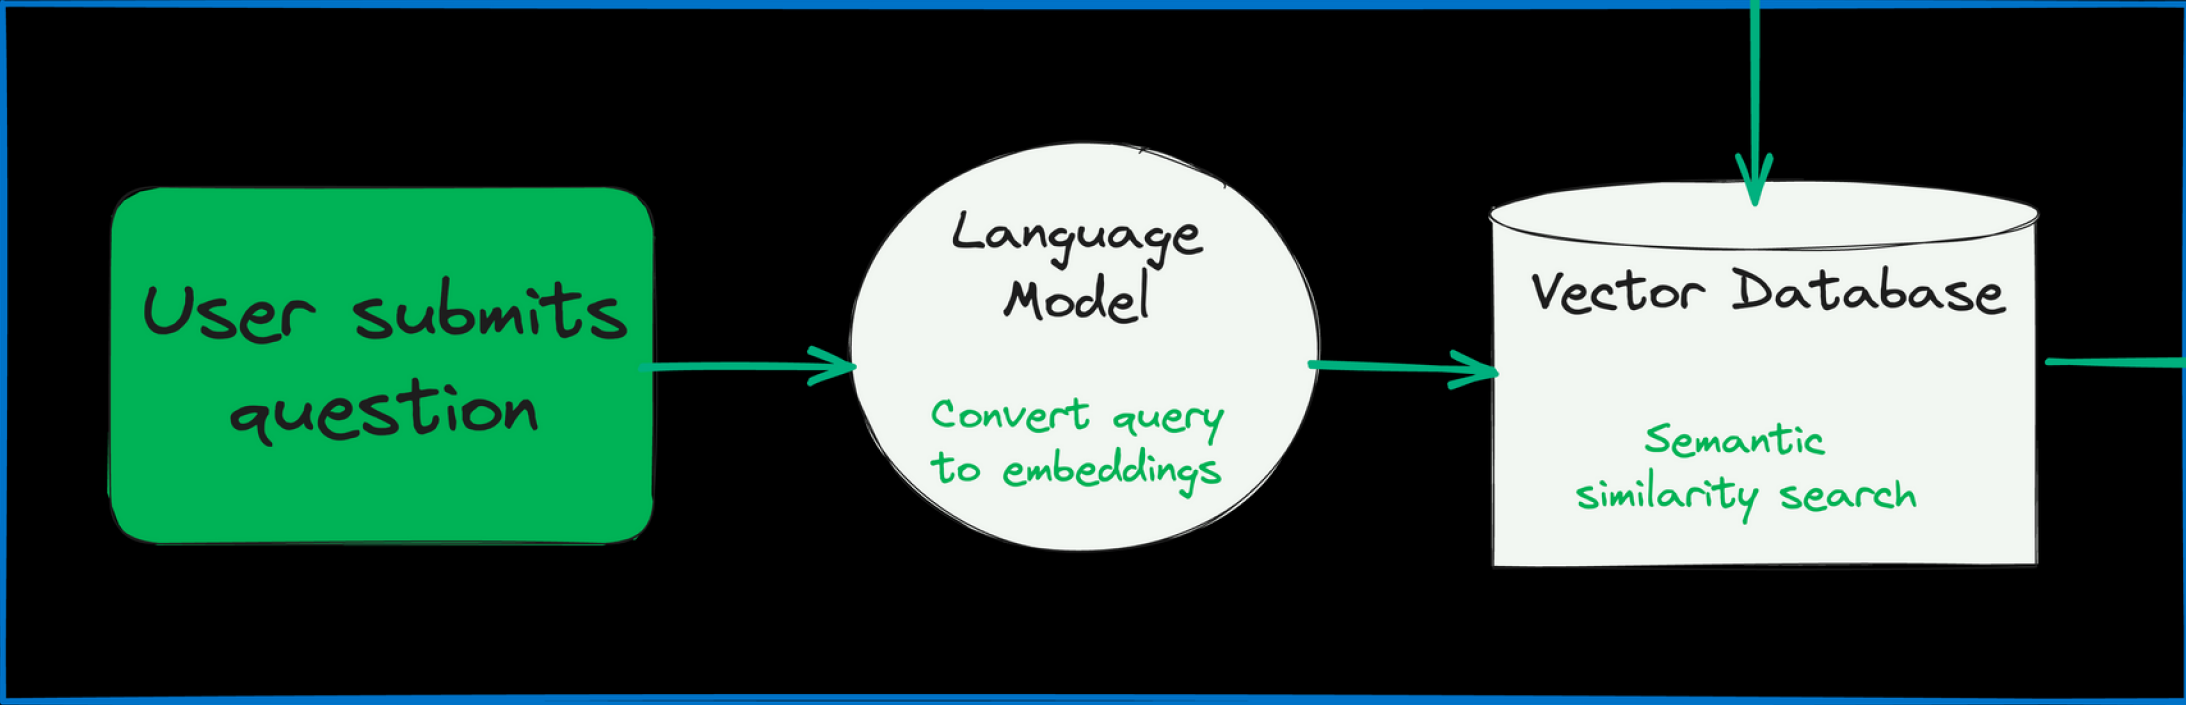 User submits
question
Language
Model
Convert query
to embeddings
Vector Database
Semantic
similarity search